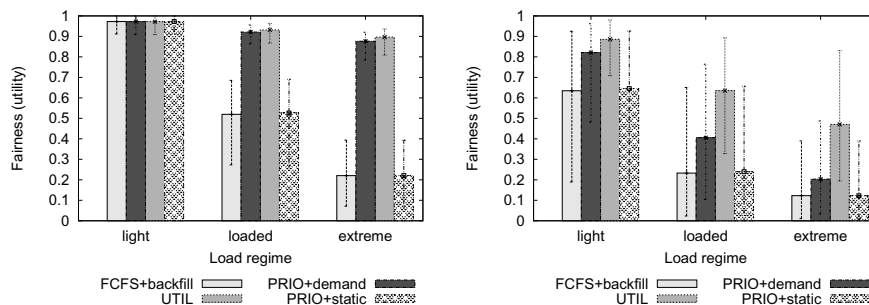 Fairness (utility)
1
0.9
0.8
0.7
0.6
0.5
0.4
0.3
0.2
0.1
0
light loaded extreme
Load regime
FCFS+backfill PRIO+demand
UTIL PRIO+static
Fairness (utility)
1
0.9
0.8
0.7
0.6
0.5
0.4
0.3
0.2
0.1
0
light loaded extreme
Load regime
FCFS+backfill PRIO+demand
UTIL PRIO+static